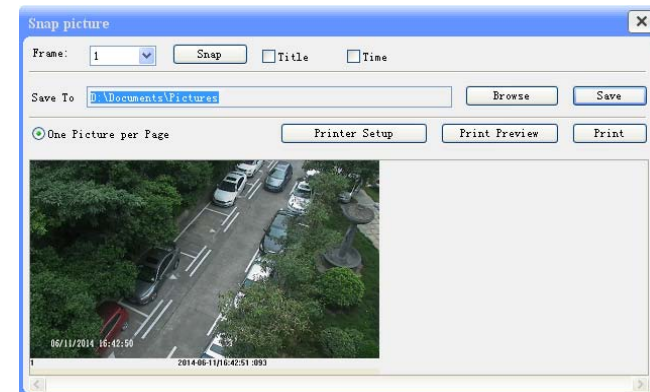 Snap picture
Frame: 1 Snap Title Time
Save To D:\Documents\Pictures Browse Save
One Picture per Page Printer Setup Print Preview Print
06/11/2014 16:42:50
1 2014-06-11/16:42:51 :093